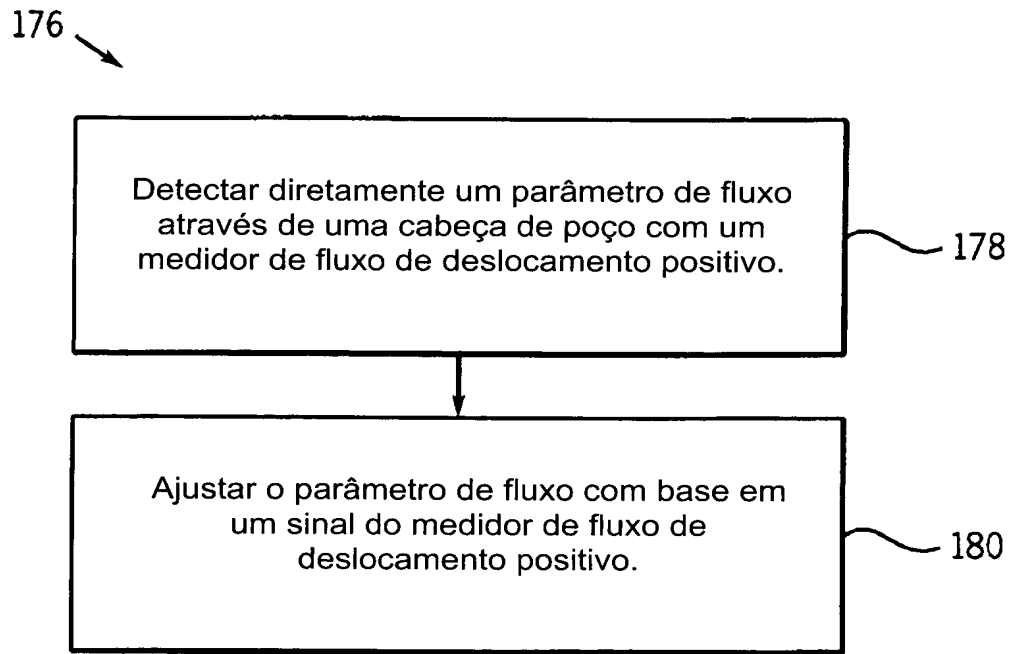 176
Detectar diretamente um parâmetro de fluxo
através de uma cabeça de poço com um
medidor de fluxo de deslocamento positivo.
178
Ajustar o parâmetro de fluxo com base em
um sinal do medidor de fluxo de
deslocamento positivo.
180